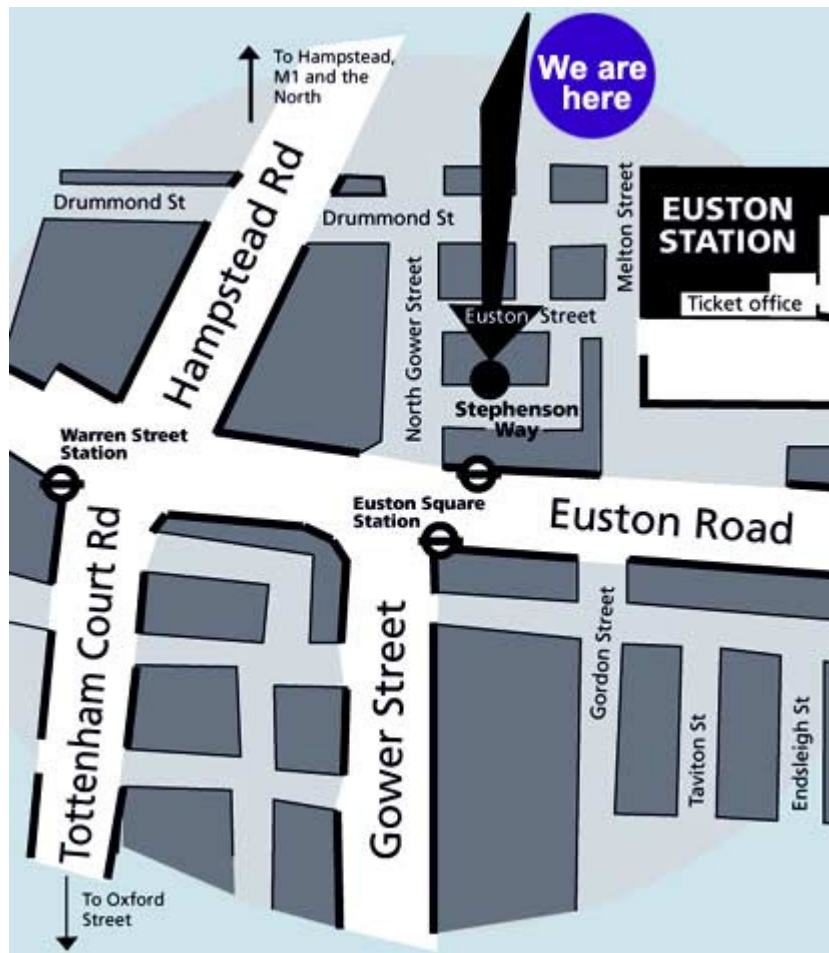 To Hampstead,
M1 and the
North
We are
here
Drummond St
Hampstead Rd
Drummond St
North Gower Street
Melton Street
EUSTON
STATION
Ticket office
Euston Street
Stephenson
Way
Warren Street
Station
Euston Square
Station
Euston Road
Tottenham Court Rd
Gower Street
Gordon Street
Taviton St
Endsleigh St
To Oxford
Street